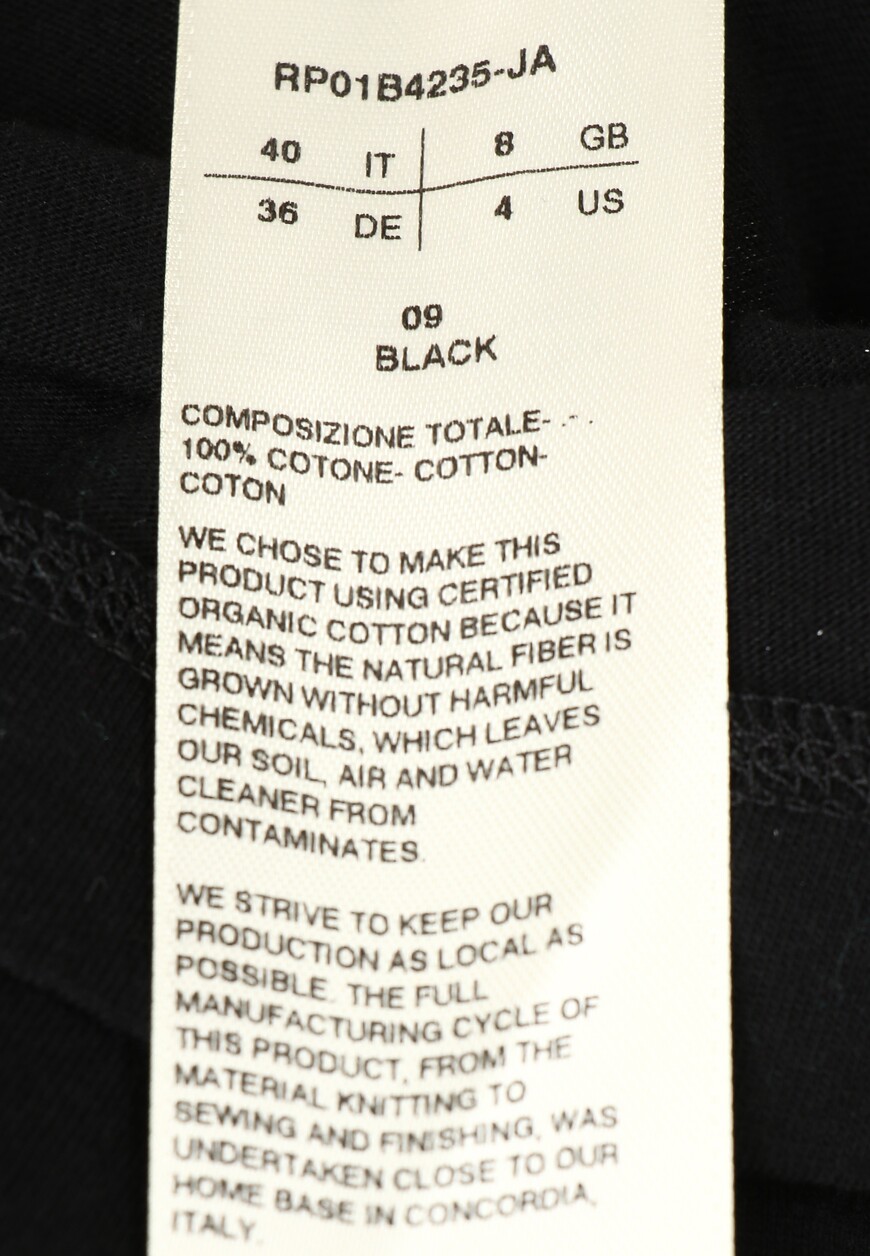 RP01B4235-JA
40 IT 8 GB
36 DE 4 US
09
BLACK
COMPOSIZIONE TOTALE-
100% COTONE- COTTON-
COTON
WE CHOSE TO MAKE THIS
PRODUCT USING CERTIFIED
ORGANIC COTTON BECAUSE IT
MEANS THE NATURAL FIBER IS
GROWN WITHOUT HARMFUL
CHEMICALS, WHICH LEAVES
OUR SOIL, AIR AND WATER
CLEANER FROM
CONTAMINATES.
WE STRIVE TO KEEP OUR
PRODUCTION AS LOCAL AS
POSSIBLE. THE FULL
MANUFACTURING CYCLE OF
THIS PRODUCT, FROM THE
MATERIAL KNITTING TO
SEWING AND FINISHING, WAS
UNDERTAKEN CLOSE TO OUR
HOME BASE IN CONCORDIA,
ITALY.